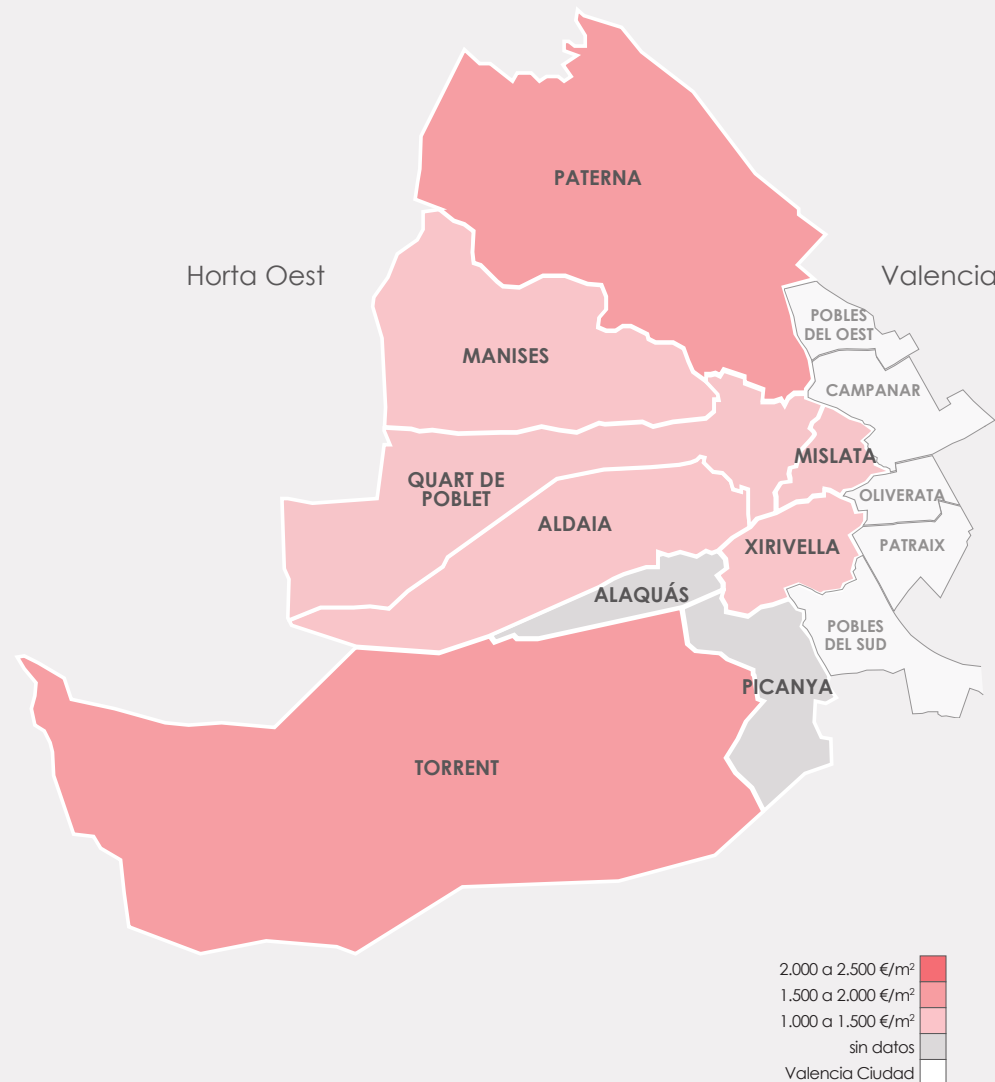 PATERNA
Horta Oest
Valencia
POBLES
DEL OEST
MANISES
CAMPANAR
MISLATA
QUART DE
POBLET
OLIVERATA
ALDAIA
XIRIVELLA
PATRAIX
ALAQUÁS
POBLES
DEL SUD
PICANYA
TORRENT
2.000 a 2.500 €/m²
1.500 a 2.000 €/m²
1.000 a 1.500 €/m²
sin datos
Valencia Ciudad